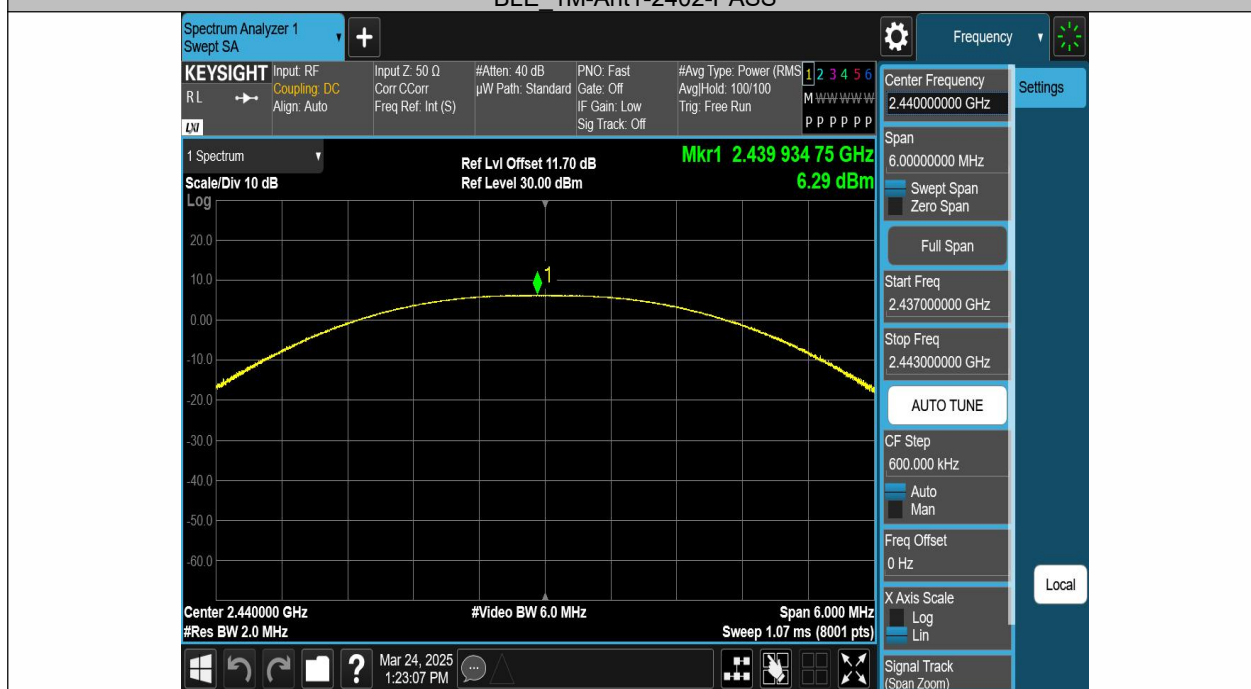 BLE_1M-Ant1-2402-PASS
Spectrum Analyzer 1
Swept SA
+
Frequency
KEYSIGHT
RL
LXI
Input: RF
Coupling: DC
Align: Auto
Input Z: 50 Ω
Corr CCorr
Freq Ref: Int (S)
#Atten: 40 dB
µW Path: Standard
PNO: Fast
Gate: Off
IF Gain: Low
Sig Track: Off
#Avg Type: Power (RMS
Avg|Hold: 100/100
Trig: Free Run
1 2 3 4 5 6
M W W W W W
P P P P P P
1 Spectrum
Scale/Div 10 dB
Log
Ref Lvl Offset 11.70 dB
Ref Level 30.00 dBm
Mkr1 2.439 934 75 GHz
6.29 dBm
20.0
10.0
0.00
-10.0
-20.0
-30.0
-40.0
-50.0
-60.0
1
Center 2.440000 GHz
#Res BW 2.0 MHz
#Video BW 6.0 MHz
Span 6.000 MHz
Sweep 1.07 ms (8001 pts)
Mar 24, 2025
1:23:07 PM
?
Center Frequency
2.440000000 GHz
Span
6.00000000 MHz
Swept Span
Zero Span
Full Span
Start Freq
2.437000000 GHz
Stop Freq
2.443000000 GHz
AUTO TUNE
CF Step
600.000 kHz
Auto
Man
Freq Offset
0 Hz
X Axis Scale
Log
Lin
Signal Track
(Span Zoom)
Settings
Local